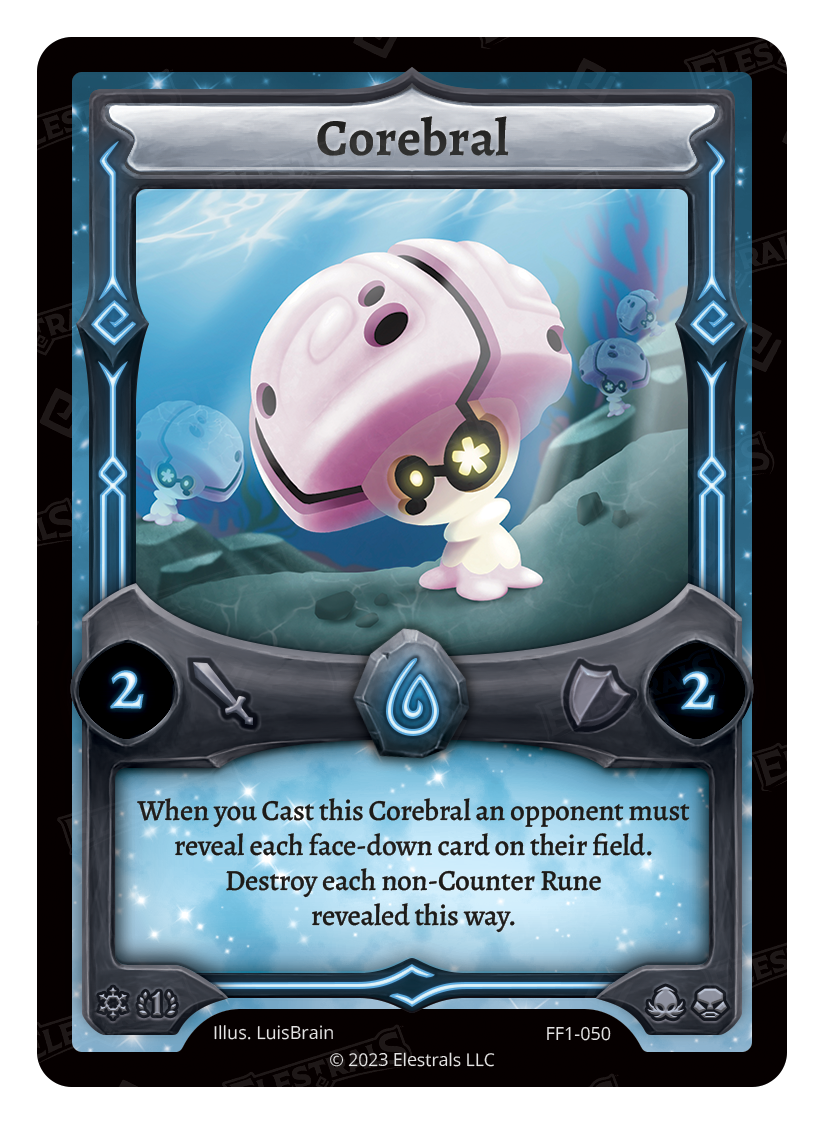 Corebral
2
2
When you Cast this Corebral an opponent must
reveal each face-down card on their field.
Destroy each non-Counter Rune
revealed this way.
1
Illus. LuisBrain
FF1-050
© 2023 Elestrals LLC